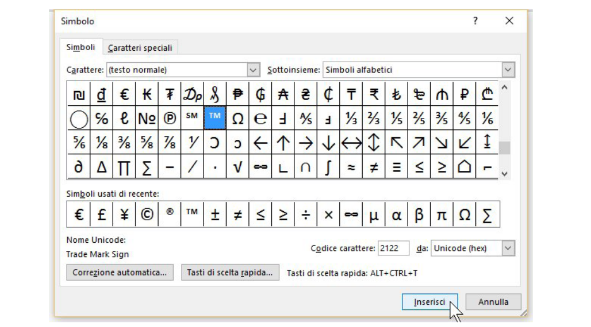 Simbolo ? ×
Simboli Caratteri speciali
Carattere: (testo normale) Sottoinsieme: Simboli alfabetici
₪ ₫ € ₭ ₮ ₯ ₰ ₱ ₲ ₳ ₴ ₵ ₸ ₹ ₺ ₻ ₼ ₽ ₾
℅ ℓ № ℗ ℠ ™ Ω ℮ Ⅎ ⅍ ⅎ ⅓ ⅔ ⅕ ⅖ ⅗ ⅘ ⅙
⅚ ⅛ ⅜ ⅝ ⅞ ⅟ Ↄ ↄ ← ↑ → ↓ ↔ ↕ ↖ ↗ ↘ ↙ ↨
∂ ∆ ∏ ∑ − ∕ ∙ √ ∞ ∟ ∩ ∫ ≈ ≠ ≡ ≤ ≥ ⌂ ⌐
Simboli usati di recente:
€ £ ¥ © ® ™ ± ≠ ≤ ≥ ÷ × ∞ µ α β π Ω ∑
Nome Unicode:
Trade Mark Sign
Codice carattere: 2122 da: Unicode (hex)
Correzione automatica... Tasti di scelta rapida... Tasti di scelta rapida: ALT+CTRL+T
Inserisci Annulla